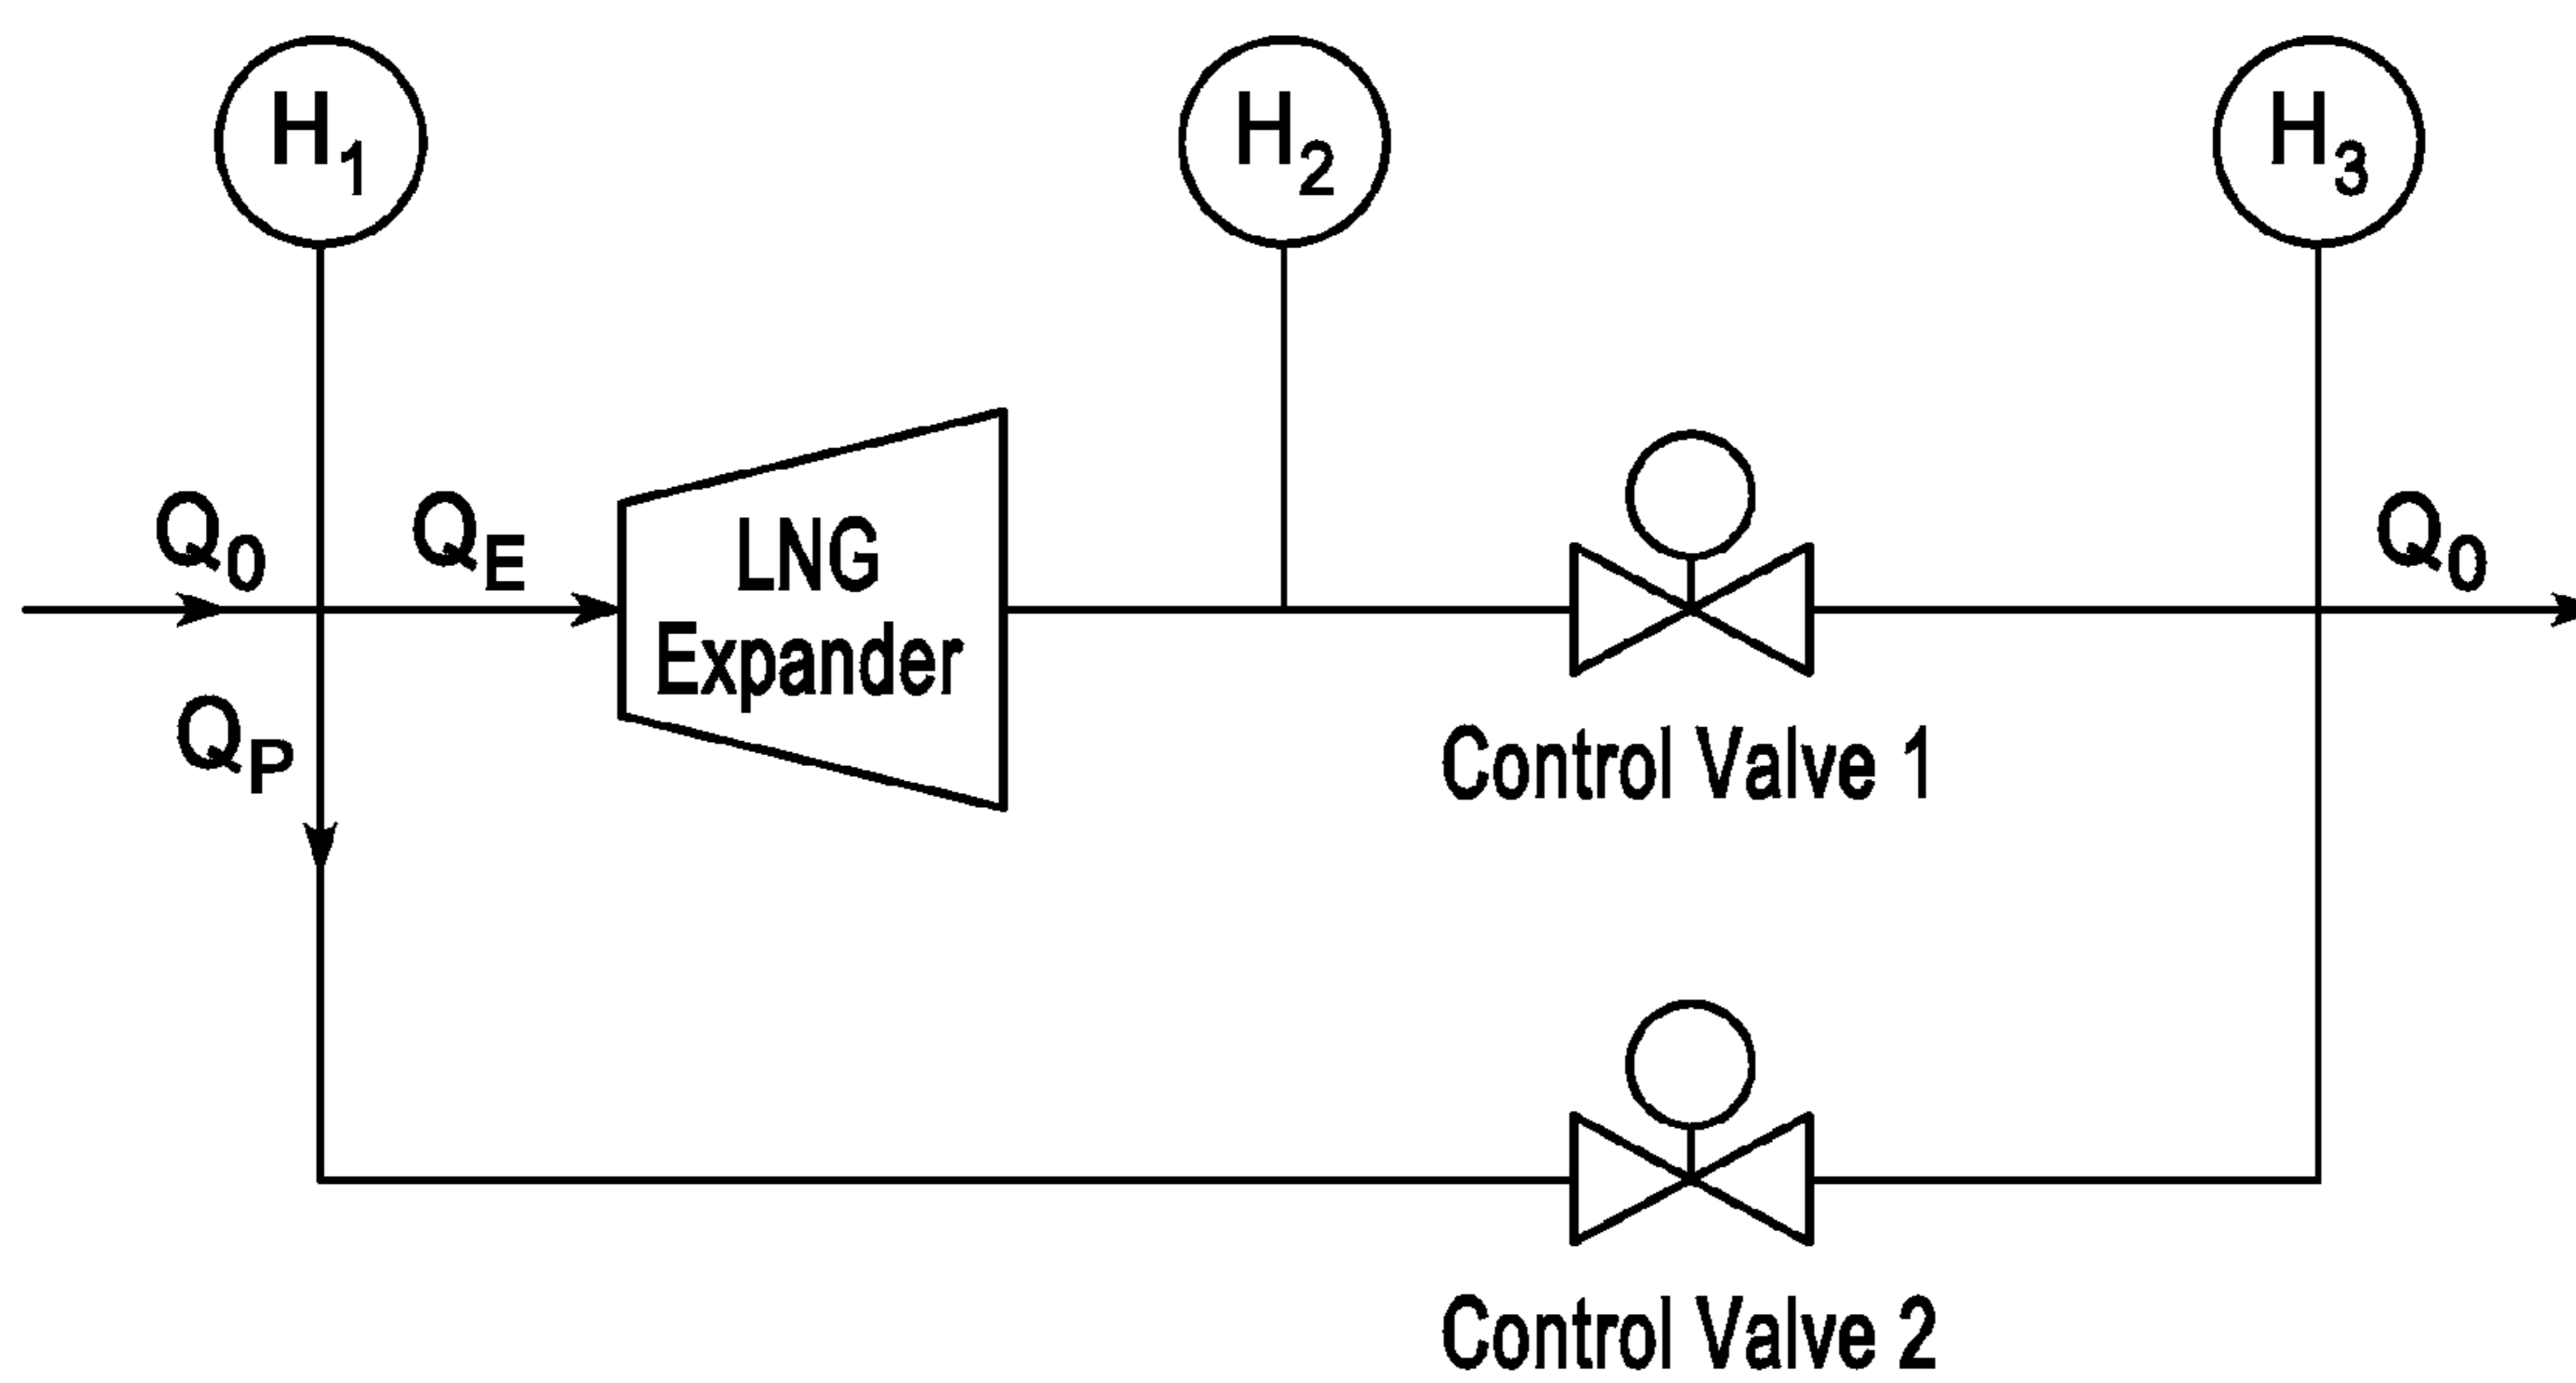 H1
H2
H3
Q0
QE
LNG
Expander
Q0
QP
Control Valve 1
Control Valve 2